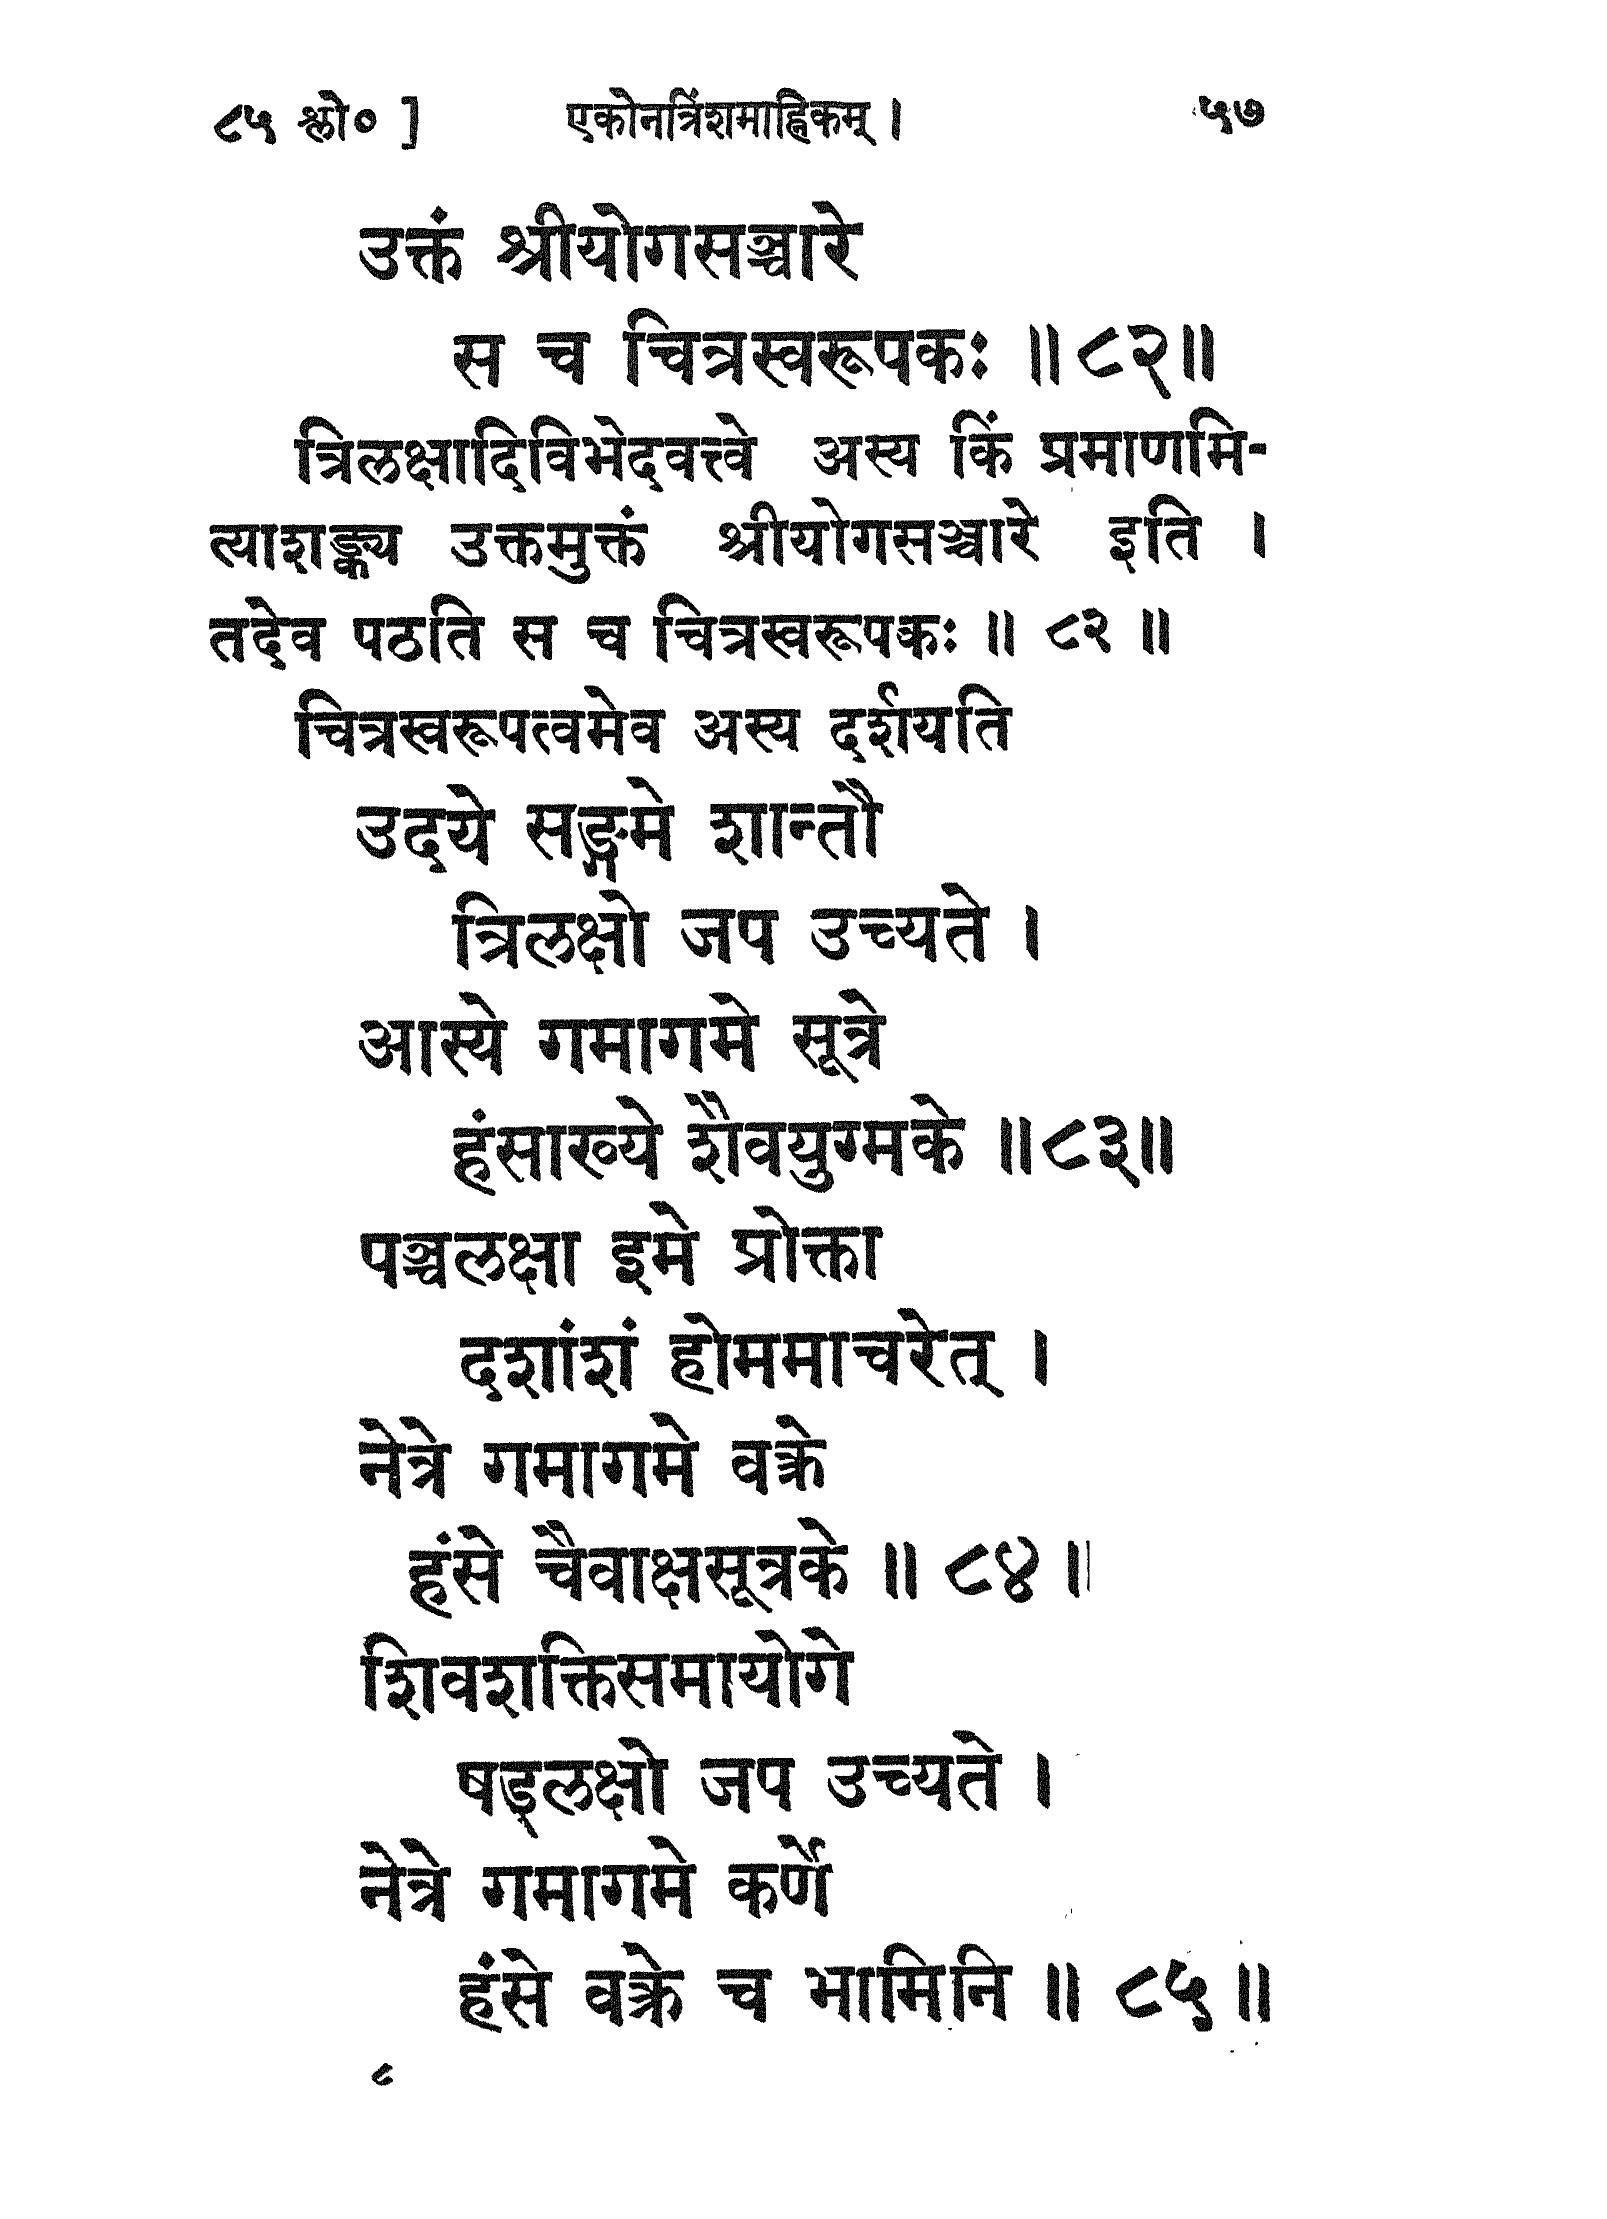 ८५ श्लो० ]	एकोनत्रिंशमाह्निकम् ।	५७
उक्तं श्रीयोगसञ्चारे
स च चित्रस्वरूपकः ॥ ८२॥
त्रिलक्षादिविभेदवत्त्वे अस्य किं प्रमाणमि-
त्याशङ्क्य उक्तमुक्तं श्रीयोगसञ्चारे इति ।
तदेव पठति स च चित्रस्वरूपकः ॥ ८२ ॥
चित्रस्वरूपत्वमेव अस्य दर्शयति
उदये सङ्गमे शान्तौ
त्रिलक्षो जप उच्यते ।
आस्ये गमागमे सूत्रे
हंसाख्ये शैवयुग्मके ॥ ८३॥
पञ्चलक्षा इमे प्रोक्ता
दशांशं होममाचरेत् ।
नेत्रे गमागमे वक्रे
हंसे चैवाक्षसूत्रके ॥ ८४ ॥
शिवशक्तिसमायोगे
षड्लक्षो जप उच्यते ।
नेत्रे गमागमे कर्णे
हंसे वक्रे च भामिनि ॥ ८५ ॥
८